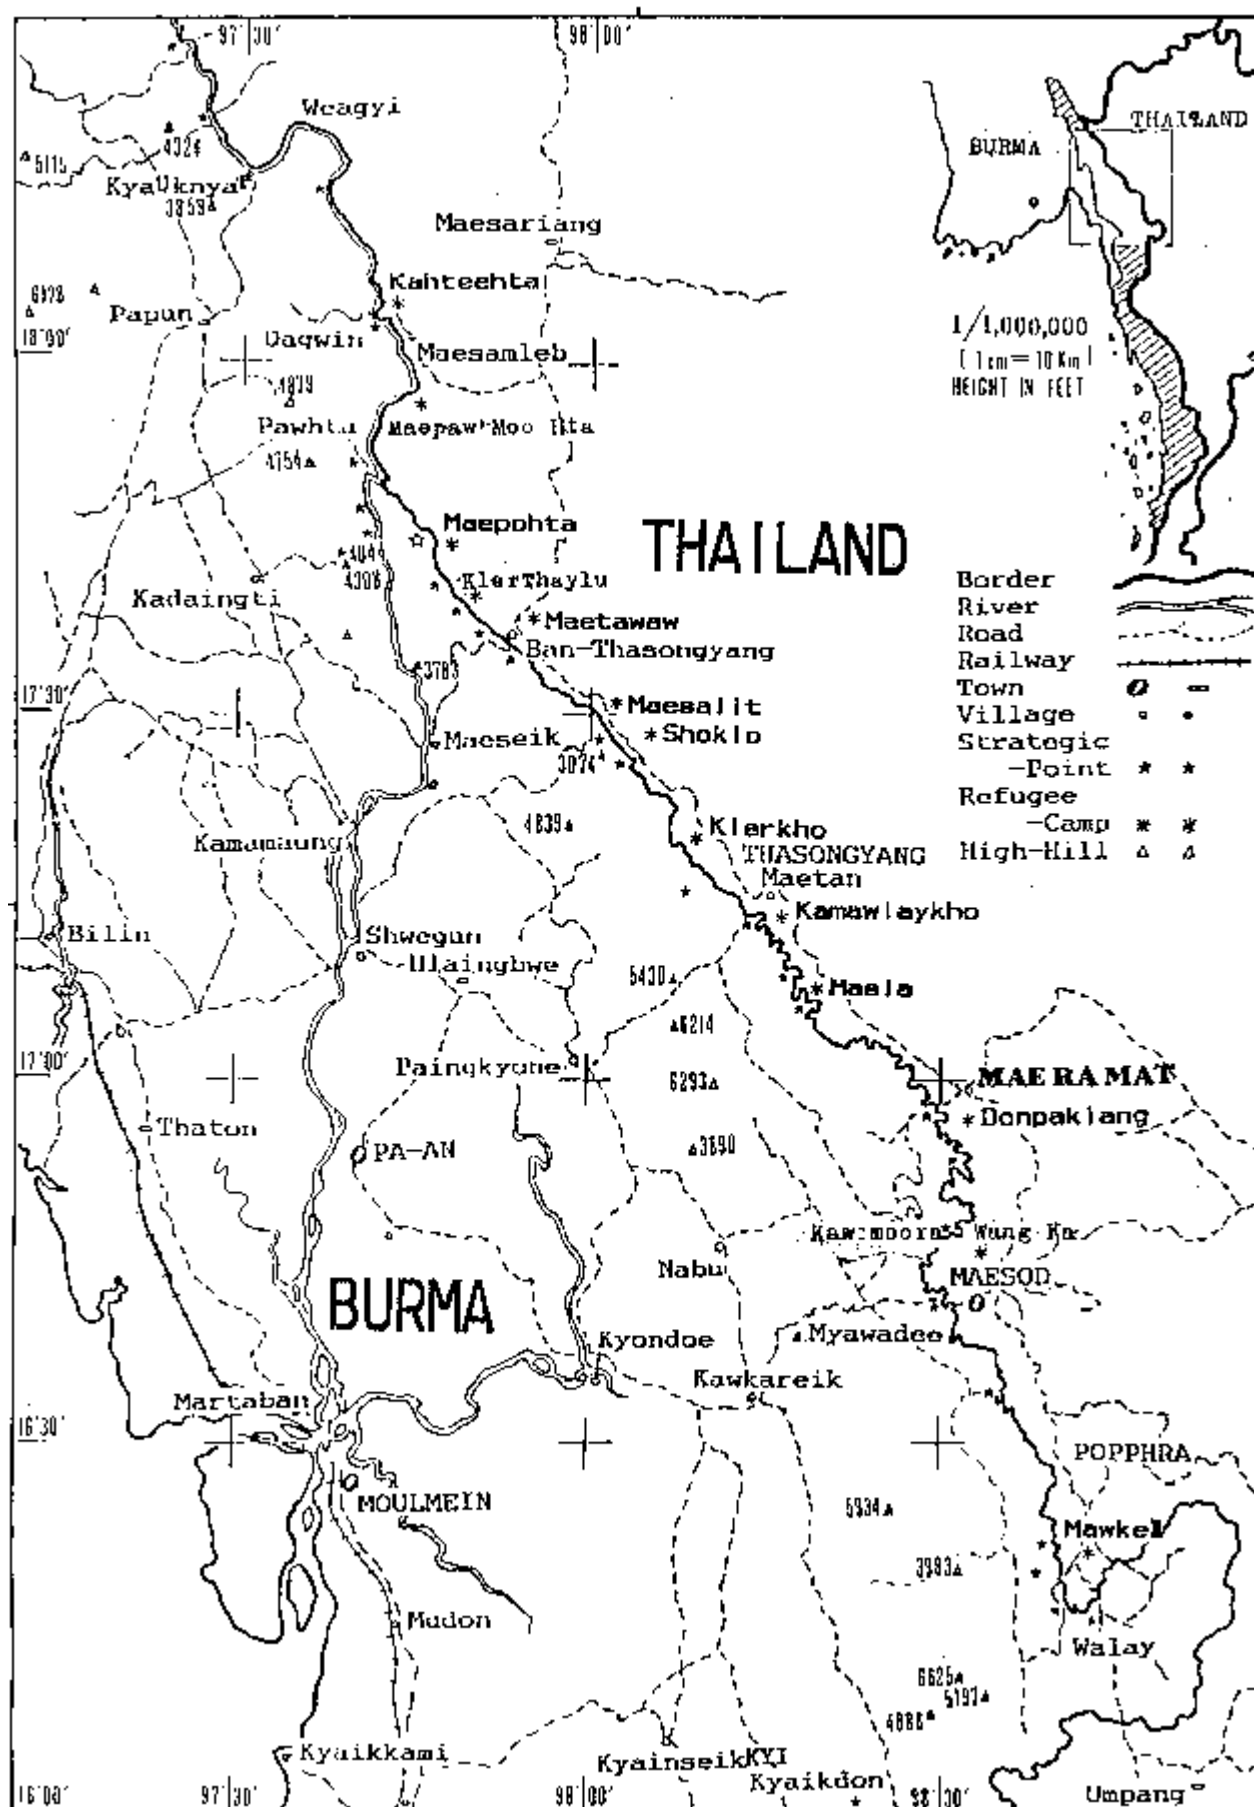 97°30'
98°00'
Weagyi
THAILAND
BURMA
4324
5115
KyaUknya
3859
Maesariang
Kahteehta
Papun
18°00'
Dagwin
Maesamleb
1/1,000,000
( 1cm=10Km )
HEIGHT IN FEET
4879
Pawhta
Maepaw-Moo Hta
4754
Maepohta
THAILAND
4044
KlerThaylu
Kadaingti
Maetawaw
Ban-Thasongyang
3783
17°30'
Maesalit
Shoklo
Maeseik
3074
4839
Kamamaung
Klerkho
THASONGYANG
Maetan
Kamawlaykho
Border
River
Road
Railway
Town
Village
Strategic
-Point
Refugee
-Camp
High-Hill
Bilin
Shwegun
Hlaingbwe
5430
Maela
6214
17°00'
Paingkyone
6293
MAE RA MAT
Donpakiang
Thaton
PA-AN
3890
Kawmoora
Wang Ka
Nabu
MAESOD
BURMA
Kyondoe
Myawadee
Kawkareik
Martaban
16°30'
POPPHRA
MOULMEIN
5934
Mawkel
3983
Mudon
Walay
6625
5197
4888
Kyaikkami
KyainseikKYI
Kyaikdon
Umpang
16°00'
97°30'
98°00'
98°30'